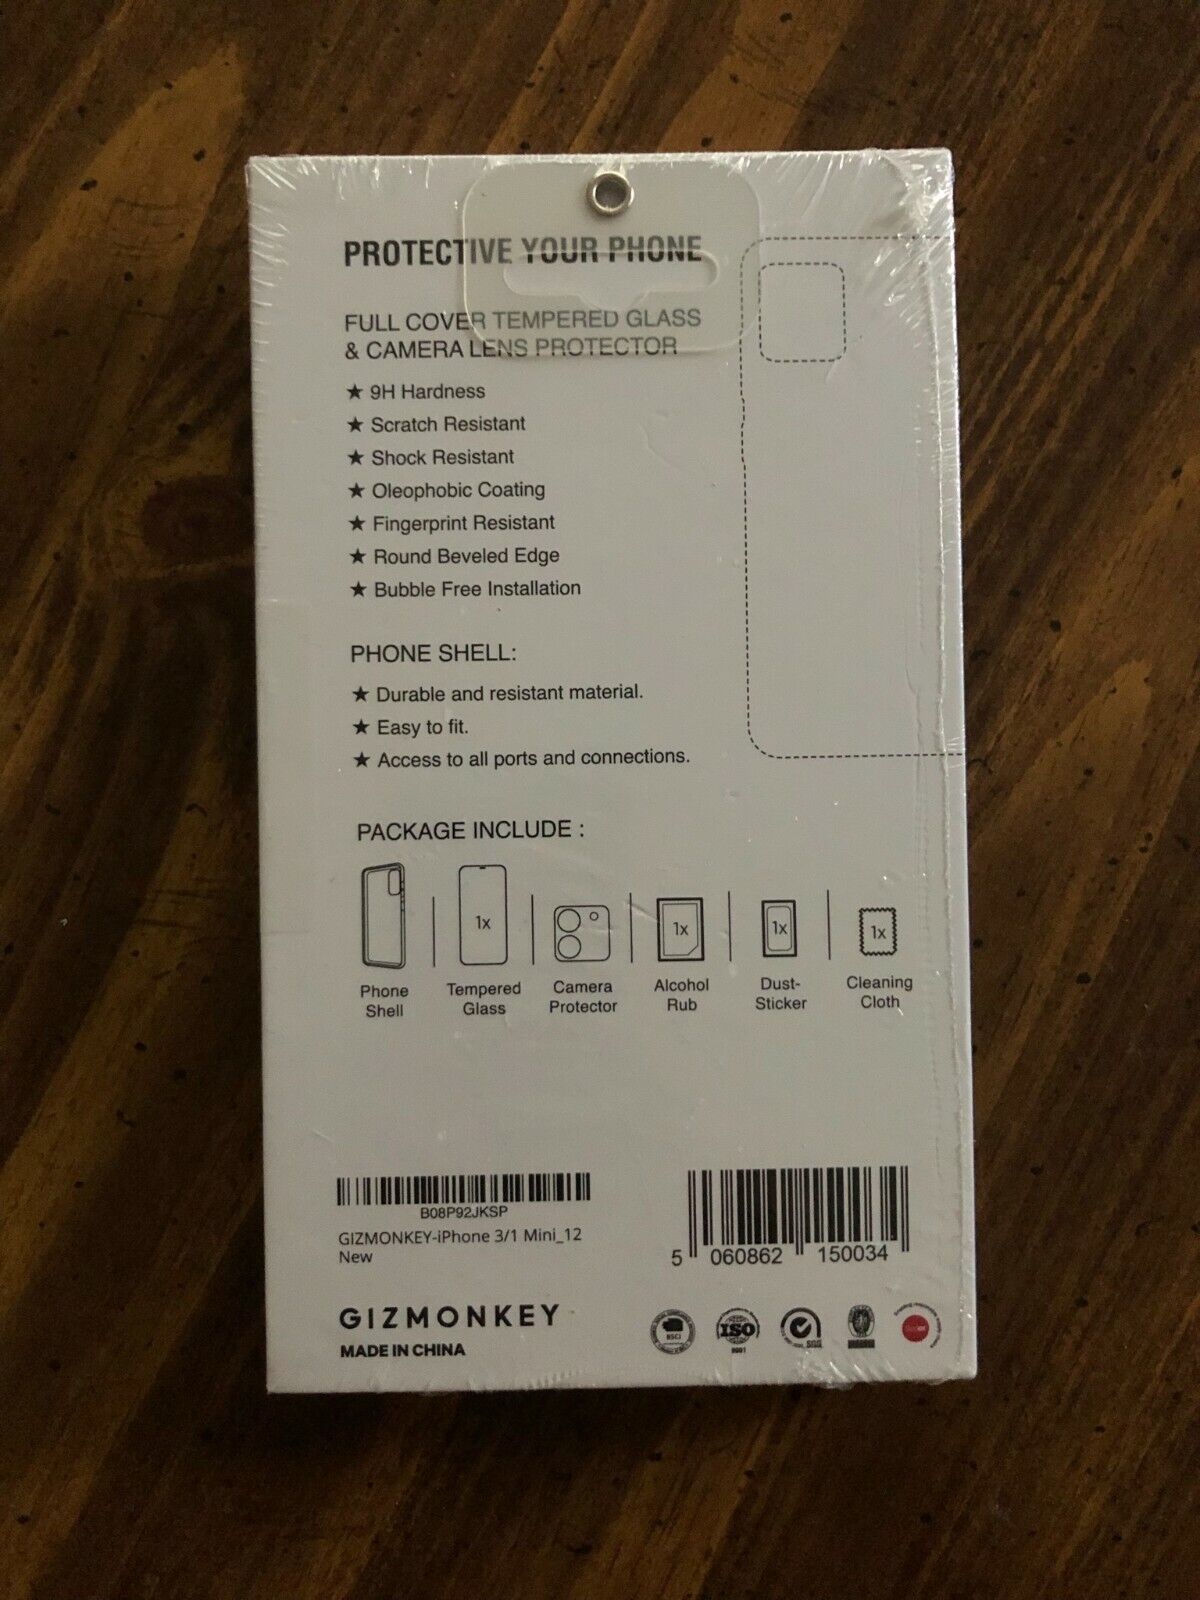 PROTECTIVE YOUR PHONE
FULL COVER TEMPERED GLASS
& CAMERA LENS PROTECTOR
★ 9H Hardness
★ Scratch Resistant
★ Shock Resistant
★ Oleophobic Coating
★ Fingerprint Resistant
★ Round Beveled Edge
★ Bubble Free Installation
PHONE SHELL:
★ Durable and resistant material.
★ Easy to fit.
★ Access to all ports and connections.
PACKAGE INCLUDE :
1x
1x
1x
1x
Phone
Shell
Tempered
Glass
Camera
Protector
Alcohol
Rub
Dust-
Sticker
Cleaning
Cloth
B08P92JKSP
GIZMONKEY-iPhone 3/1 Mini_12
New
5 060862 150034
GIZMONKEY
MADE IN CHINA
BSCI
ISO
9001
SGS